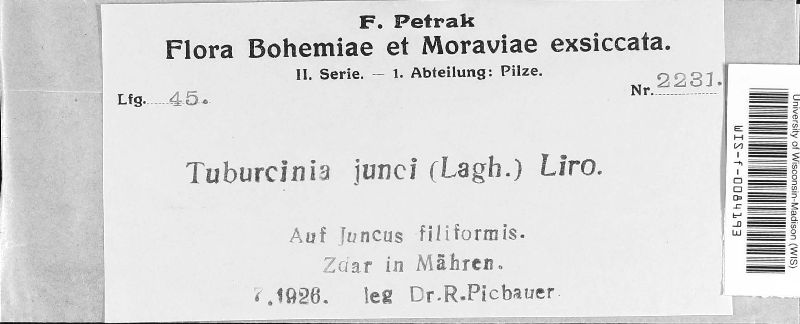 F. Petrak
Flora Bohemiae et Moraviae exsiccata.
II. Serie. — 1. Abteilung: Pilze.
Lfg. 45. Nr. 2231.
Tuburcinia junci (Lagh.) Liro.
Auf Juncus filiformis.
Zdar in Mähren.
7.1926. leg Dr.R.Picbauer
University of Wisconsin-Madison (WIS)
WIS-f-0084193